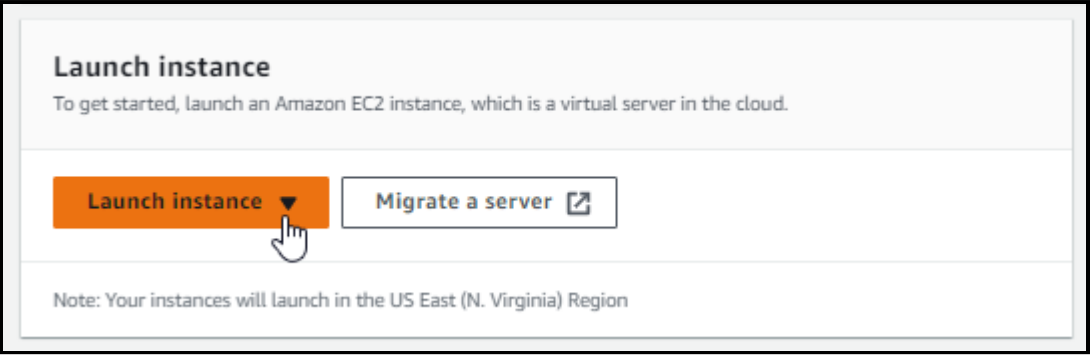 Launch instance
To get started, launch an Amazon EC2 instance, which is a virtual server in the cloud.
Launch instance
Migrate a server
Note: Your instances will launch in the US East (N. Virginia) Region